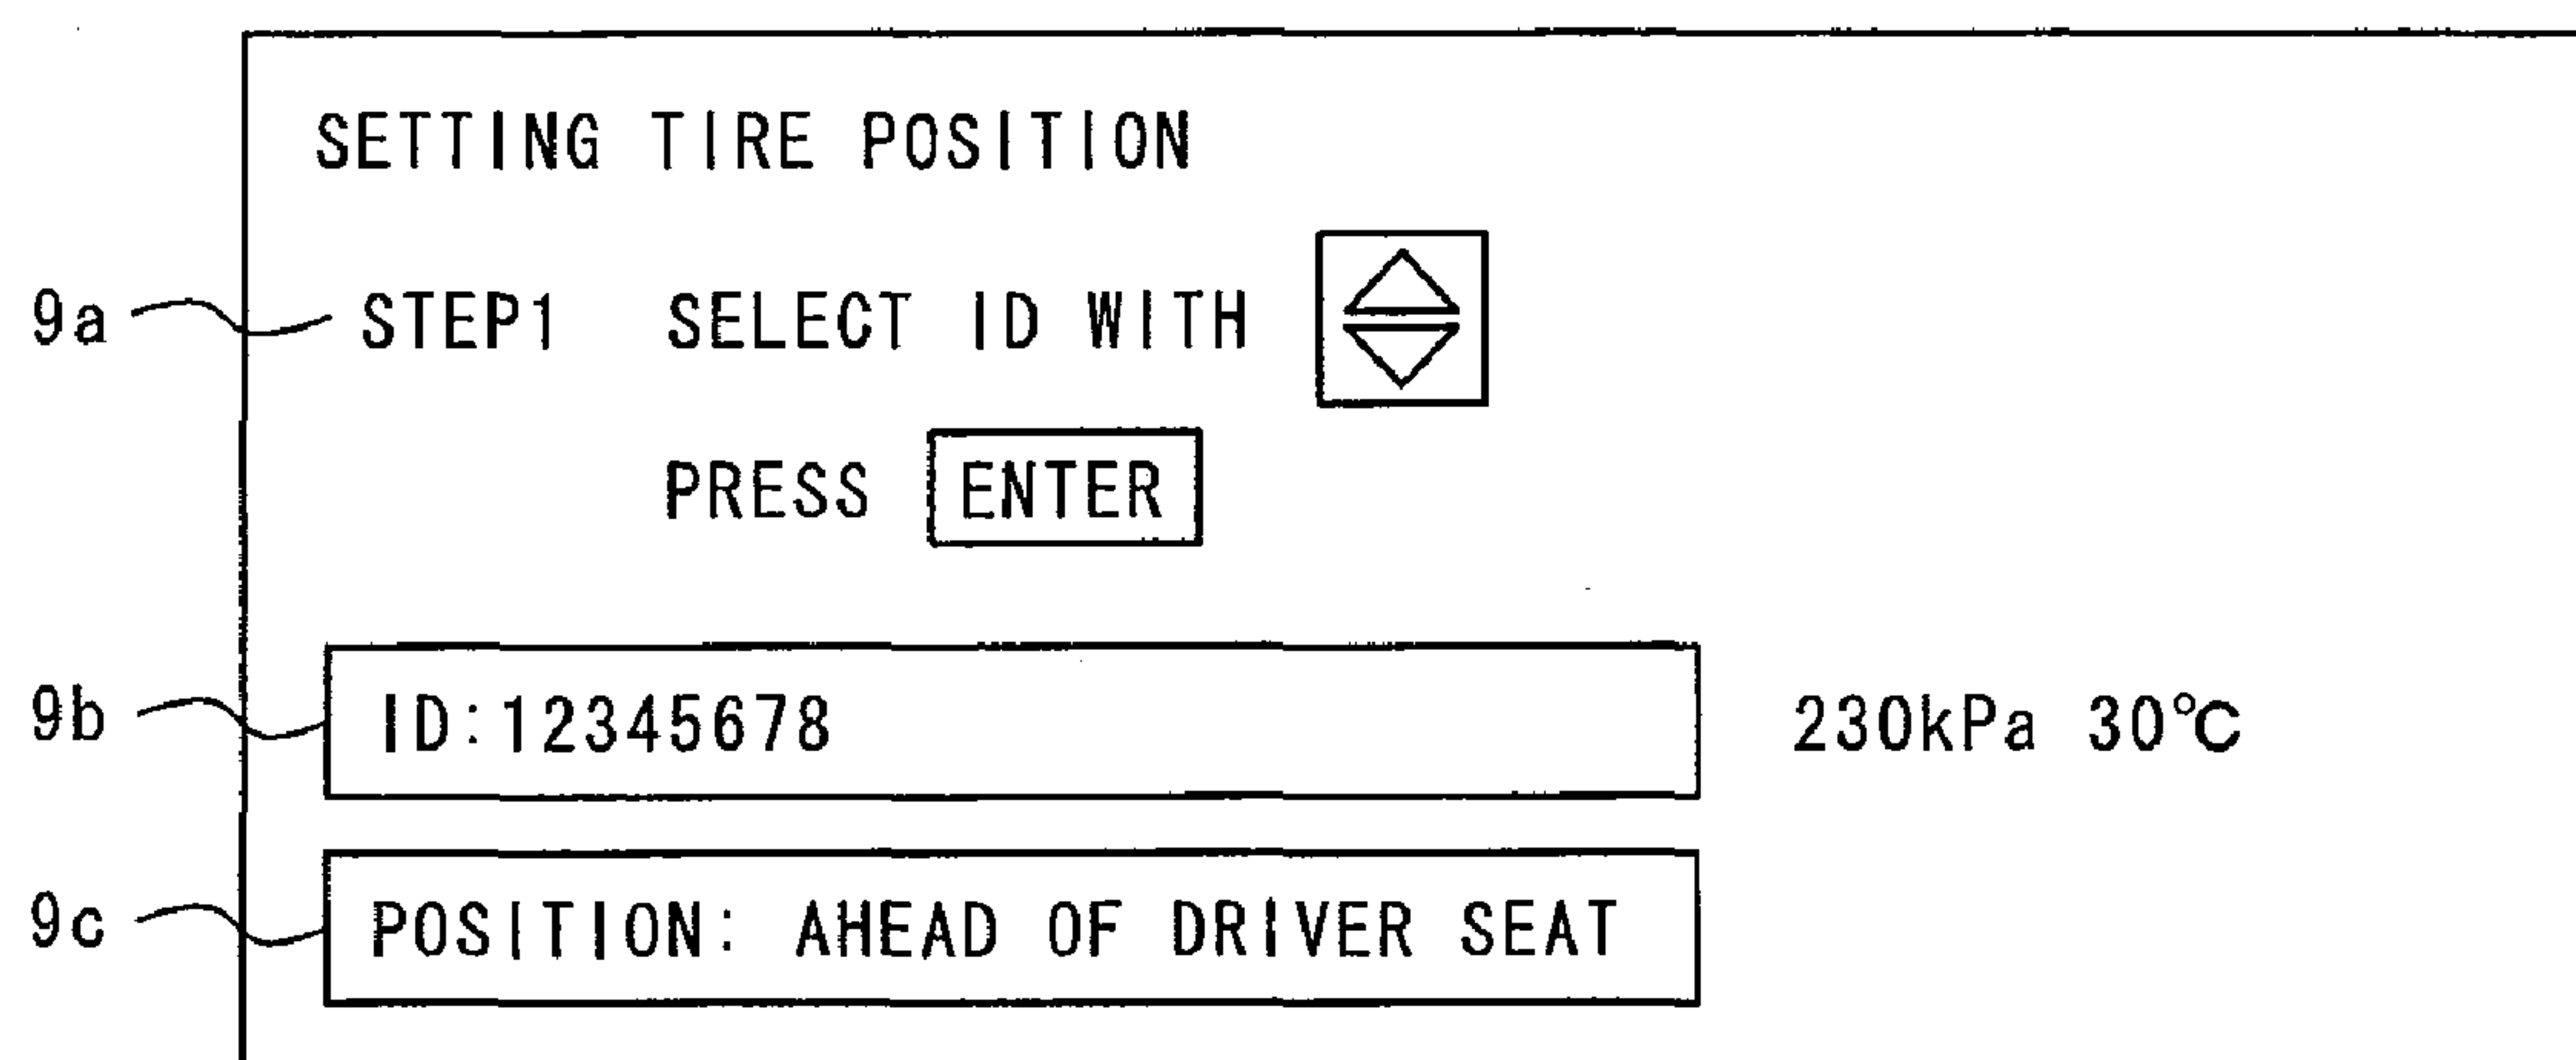 SETTING TIRE POSITION
9a STEP1 SELECT ID WITH
PRESS ENTER
9b ID:12345678 230kPa 30℃
9c POSITION: AHEAD OF DRIVER SEAT